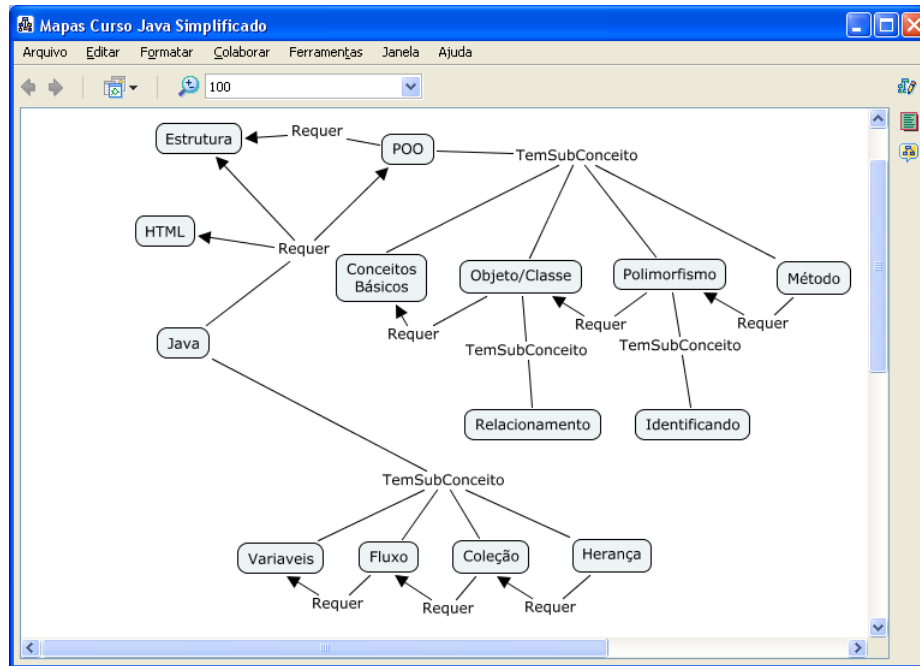 Mapas Curso Java Simplificado
Arquivo Editar Formatar Colaborar Ferramentas Janela Ajuda
100
Estrutura
Requer
POO
TemSubConceito
HTML
Requer
Conceitos
Básicos
Objeto/Classe
Polimorfismo
Método
Requer
Requer
Requer
Java
TemSubConceito
TemSubConceito
Relacionamento
Identificando
TemSubConceito
Variaveis
Fluxo
Coleção
Herança
Requer
Requer
Requer